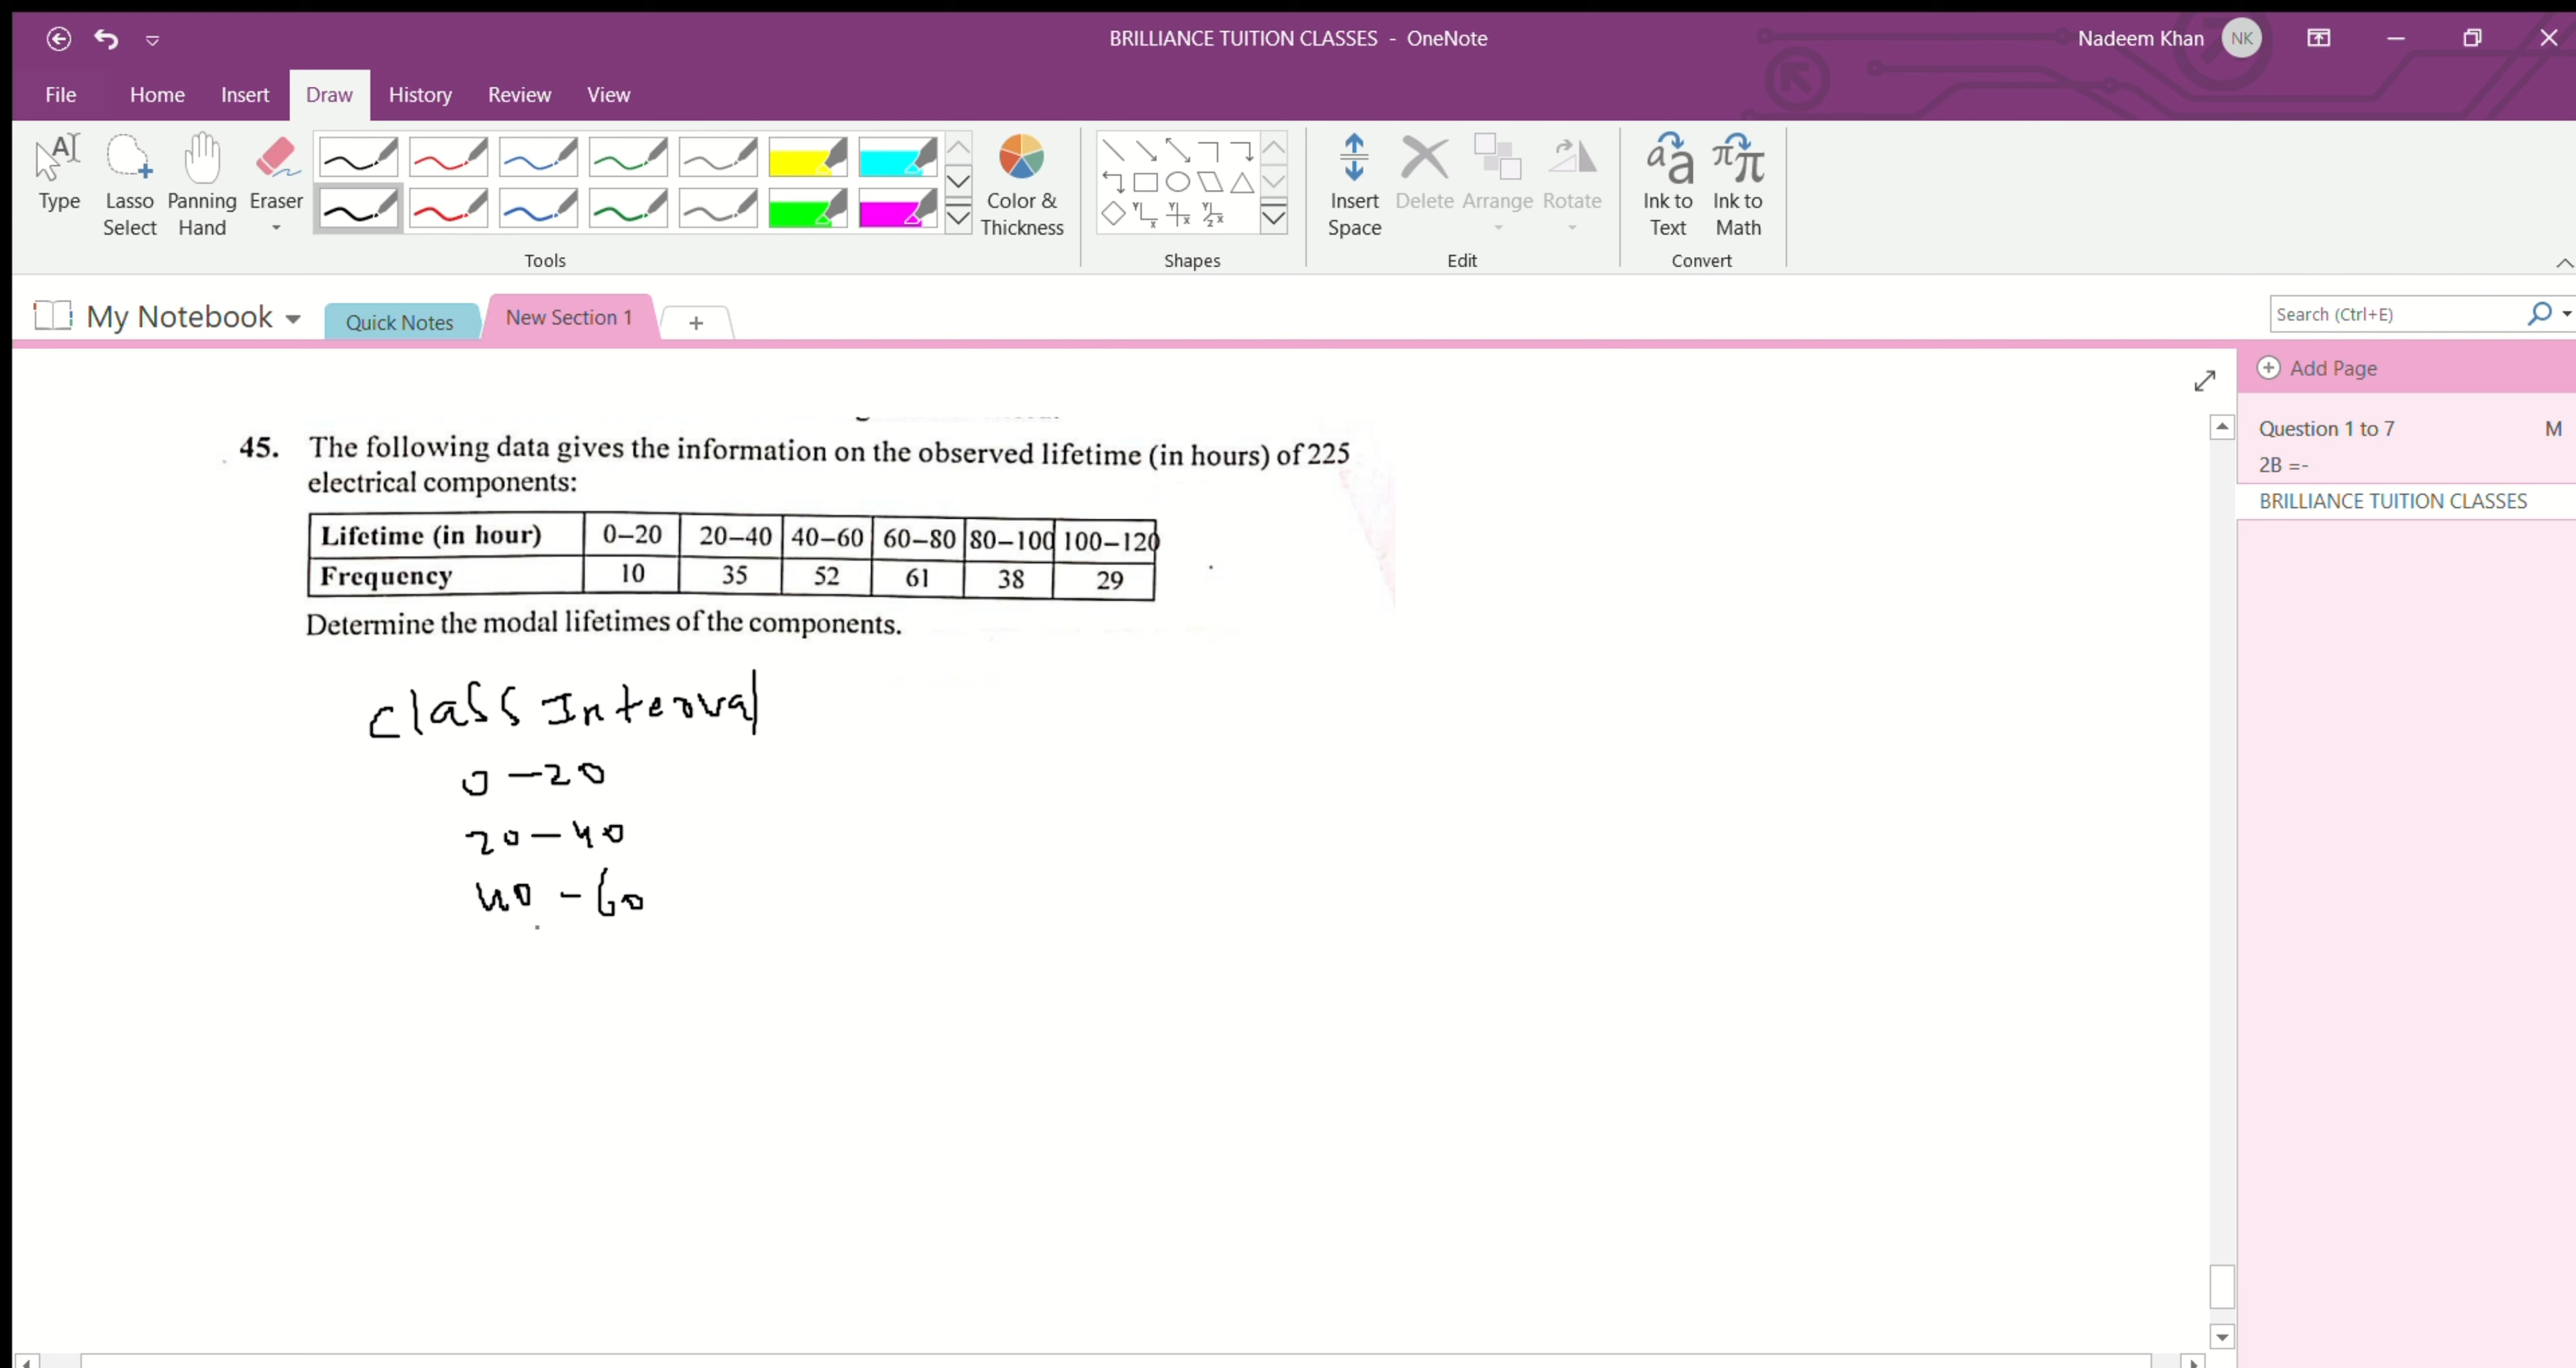 BRILLIANCE TUITION CLASSES - OneNote
Nadeem Khan NK
File Home Insert Draw History Review View
Type
Lasso Select
Panning Hand
Eraser
Color & Thickness
Insert Space
Delete
Arrange
Rotate
Ink to Text
Ink to Math
Tools
Shapes
Edit
Convert
My Notebook
Quick Notes
New Section 1
+
Search (Ctrl+E)
Add Page
Question 1 to 7 M
2B =-
BRILLIANCE TUITION CLASSES
45. The following data gives the information on the observed lifetime (in hours) of 225
electrical components:
Lifetime (in hour) 0–20 20–40 40–60 60–80 80–100 100–120
Frequency 10 35 52 61 38 29
Determine the modal lifetimes of the components.
Class Interval
0 – 20
20 – 40
40 – 60